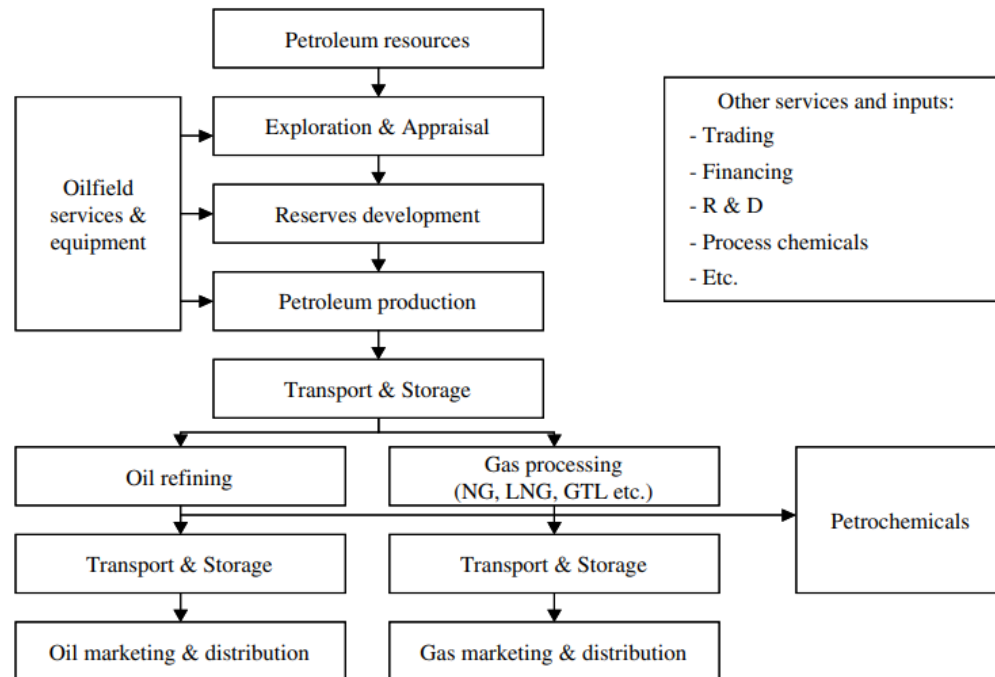 Petroleum resources
Exploration & Appraisal
Reserves development
Petroleum production
Oilfield
services &
equipment
Other services and inputs:
- Trading
- Financing
- R & D
- Process chemicals
- Etc.
Transport & Storage
Oil refining
Gas processing
(NG, LNG, GTL etc.)
Petrochemicals
Transport & Storage
Transport & Storage
Oil marketing & distribution
Gas marketing & distribution